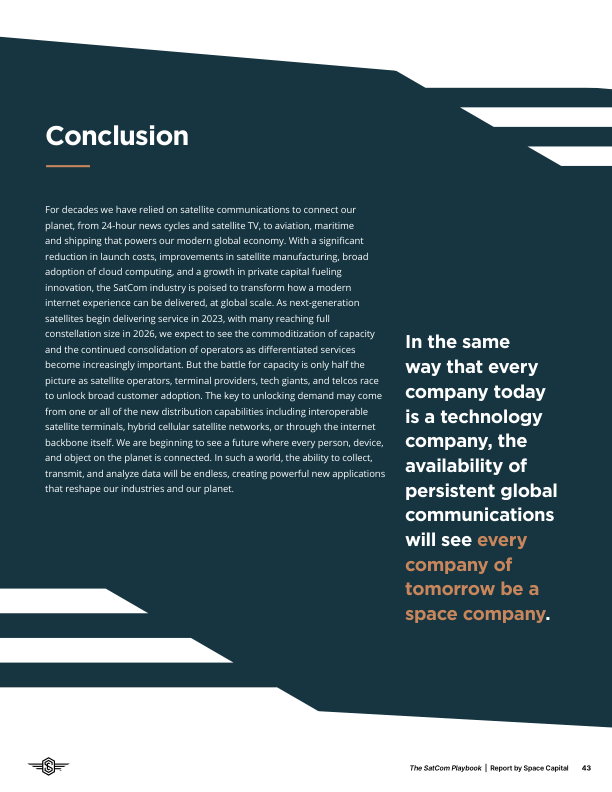 Conclusion
For decades we have relied on satellite communications to connect our
planet, from 24-hour news cycles and satellite TV, to aviation, maritime
and shipping that powers our modern global economy. With a significant
reduction in launch costs, improvements in satellite manufacturing, broad
adoption of cloud computing, and a growth in private capital fueling
innovation, the SatCom industry is poised to transform how a modern
internet experience can be delivered, at global scale. As next-generation
satellites begin delivering service in 2023, with many reaching full
constellation size in 2026, we expect to see the commoditization of capacity
and the continued consolidation of operators as differentiated services
become increasingly important. But the battle for capacity is only half the
picture as satellite operators, terminal providers, tech giants, and telcos race
to unlock broad customer adoption. The key to unlocking demand may come
from one or all of the new distribution capabilities including interoperable
satellite terminals, hybrid cellular satellite networks, or through the internet
backbone itself. We are beginning to see a future where every person, device,
and object on the planet is connected. In such a world, the ability to collect,
transmit, and analyze data will be endless, creating powerful new applications
that reshape our industries and our planet.
In the same
way that every
company today
is a technology
company, the
availability of
persistent global
communications
will see every
company of
tomorrow be a
space company.
The SatCom Playbook | Report by Space Capital 43